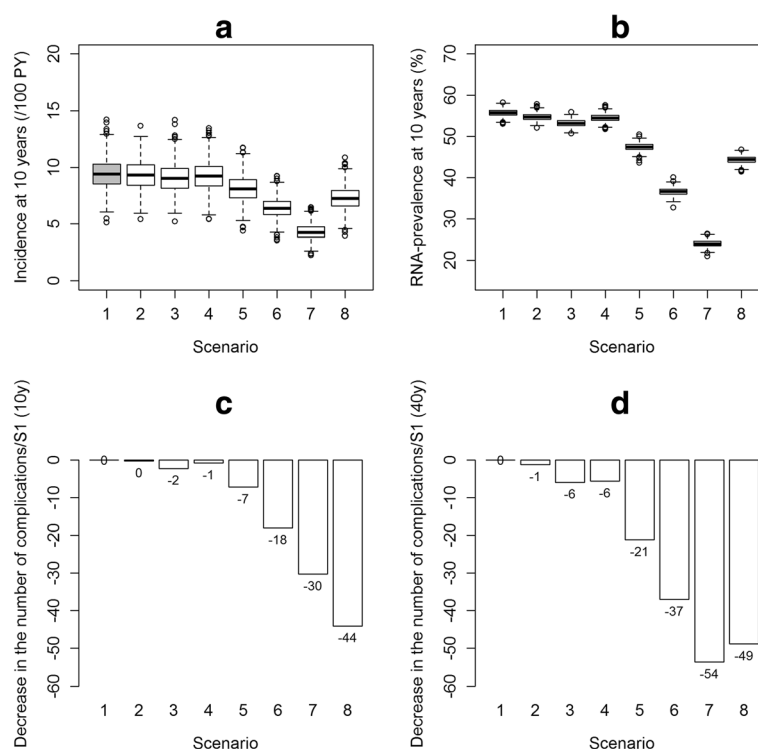 a
Incidence at 10 years (/100 PY)
20
15
10
5
0
1 2 3 4 5 6 7 8
Scenario
b
RNA-prevalence at 10 years (%)
70
60
50
40
30
20
1 2 3 4 5 6 7 8
Scenario
c
Decrease in the number of complications/S1 (10y)
0
-10
-20
-30
-40
-50
-60
0
0
-2
-1
-7
-18
-30
-44
1 2 3 4 5 6 7 8
Scenario
d
Decrease in the number of complications/S1 (40y)
0
-10
-20
-30
-40
-50
-60
0
-1
-6
-6
-21
-37
-54
-49
1 2 3 4 5 6 7 8
Scenario